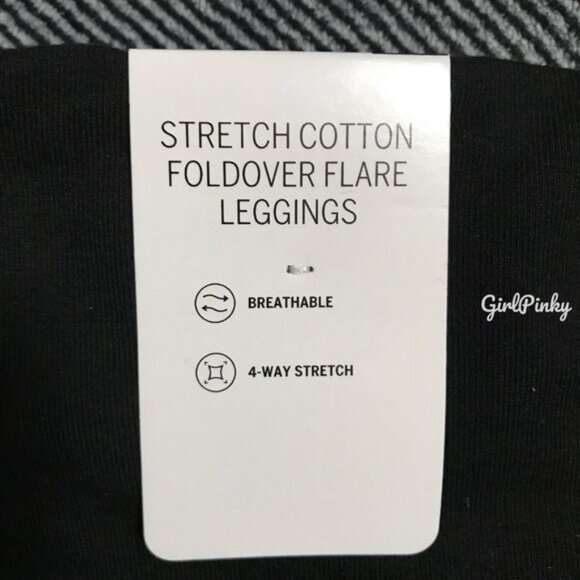 STRETCH COTTON
FOLDOVER FLARE
LEGGINGS
BREATHABLE
4-WAY STRETCH
GirlPinky